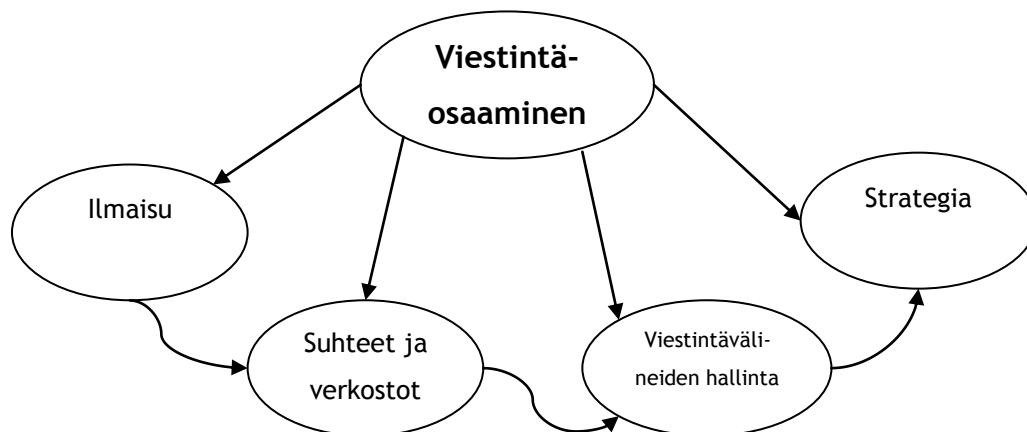 Viestintä-
osaaminen
Ilmaisu
Strategia
Suhteet ja
verkostot
Viestintäväli-
neiden hallinta